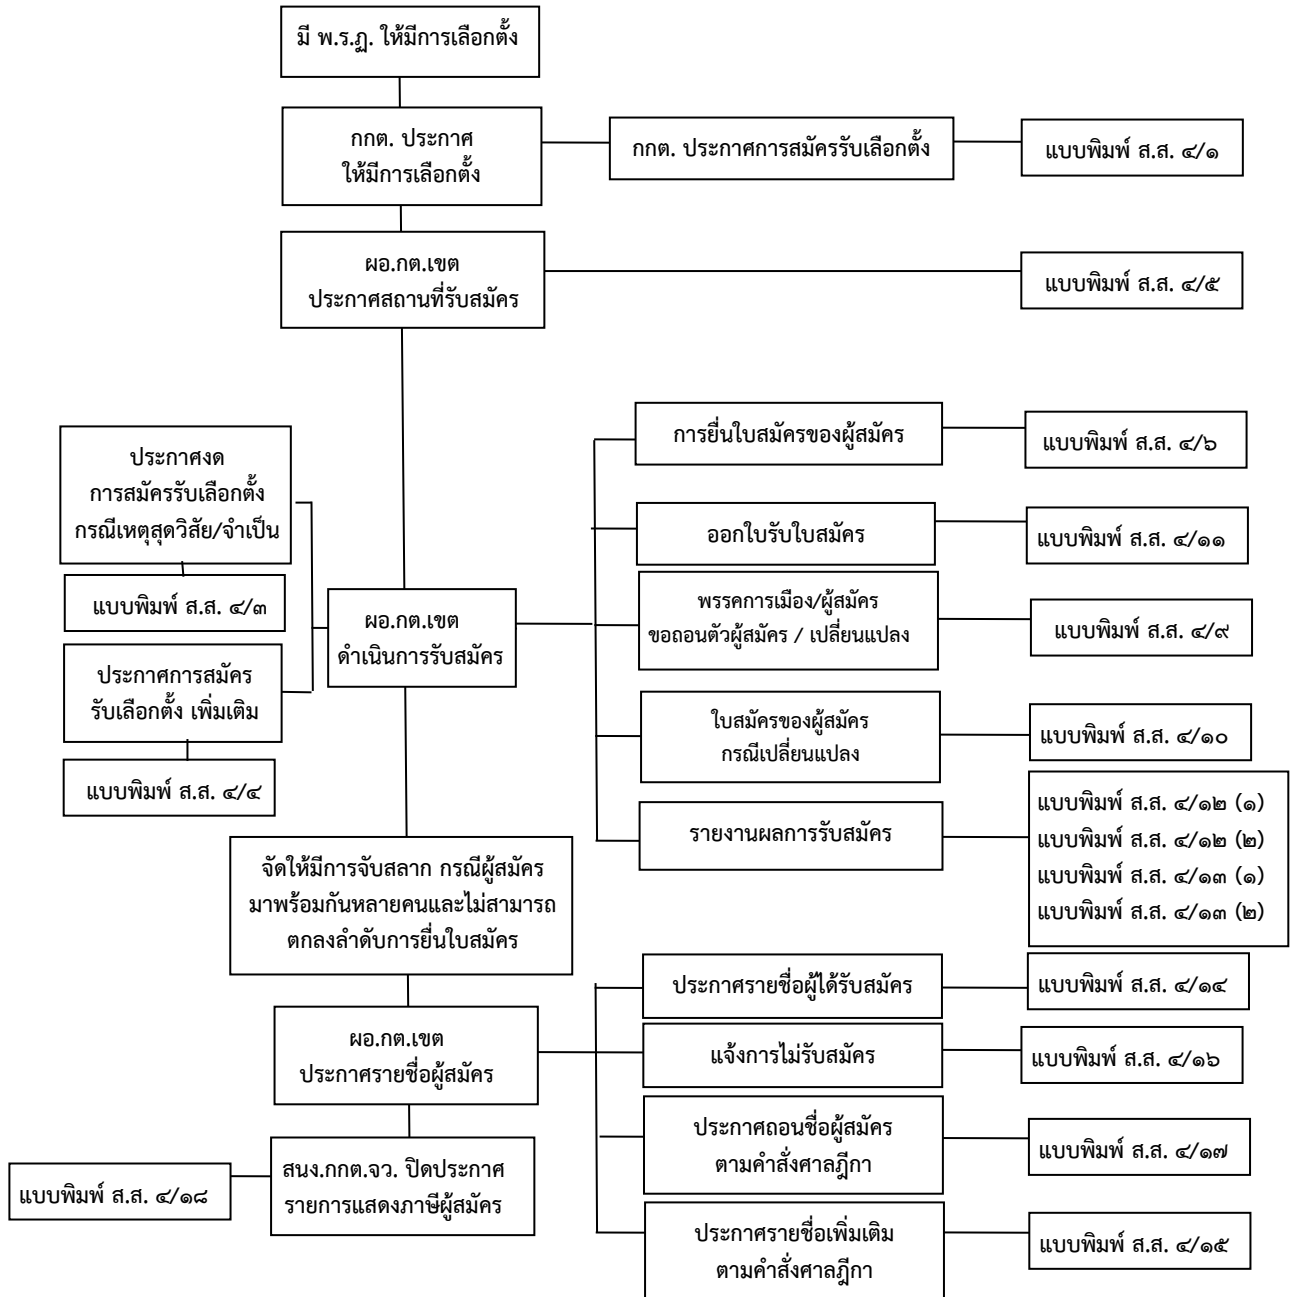 มี พ.ร.ฎ. ให้มีการเลือกตั้ง
กกต. ประกาศ
ให้มีการเลือกตั้ง
กกต. ประกาศการสมัครรับเลือกตั้ง
แบบพิมพ์ ส.ส. ๔/๑
ผอ.กต.เขต
ประกาศสถานที่รับสมัคร
แบบพิมพ์ ส.ส. ๔/๕
ประกาศงด
การสมัครรับเลือกตั้ง
กรณีเหตุสุดวิสัย/จำเป็น
แบบพิมพ์ ส.ส. ๔/๓
ประกาศการสมัคร
รับเลือกตั้ง เพิ่มเติม
แบบพิมพ์ ส.ส. ๔/๔
ผอ.กต.เขต
ดำเนินการรับสมัคร
การยื่นใบสมัครของผู้สมัคร
แบบพิมพ์ ส.ส. ๔/๖
ออกใบรับใบสมัคร
แบบพิมพ์ ส.ส. ๔/๑๑
พรรคการเมือง/ผู้สมัคร
ขอถอนตัวผู้สมัคร / เปลี่ยนแปลง
แบบพิมพ์ ส.ส. ๔/๙
ใบสมัครของผู้สมัคร
กรณีเปลี่ยนแปลง
แบบพิมพ์ ส.ส. ๔/๑๐
รายงานผลการรับสมัคร
แบบพิมพ์ ส.ส. ๔/๑๒ (๑)
แบบพิมพ์ ส.ส. ๔/๑๒ (๒)
แบบพิมพ์ ส.ส. ๔/๑๓ (๑)
แบบพิมพ์ ส.ส. ๔/๑๓ (๒)
จัดให้มีการจับสลาก กรณีผู้สมัคร
มาพร้อมกันหลายคนและไม่สามารถ
ตกลงลำดับการยื่นใบสมัคร
ผอ.กต.เขต
ประกาศรายชื่อผู้สมัคร
ประกาศรายชื่อผู้ได้รับสมัคร
แบบพิมพ์ ส.ส. ๔/๑๔
แจ้งการไม่รับสมัคร
แบบพิมพ์ ส.ส. ๔/๑๖
ประกาศถอนชื่อผู้สมัคร
ตามคำสั่งศาลฎีกา
แบบพิมพ์ ส.ส. ๔/๑๗
ประกาศรายชื่อเพิ่มเติม
ตามคำสั่งศาลฎีกา
แบบพิมพ์ ส.ส. ๔/๑๕
สนง.กกต.จว. ปิดประกาศ
รายการแสดงภาษีผู้สมัคร
แบบพิมพ์ ส.ส. ๔/๑๘